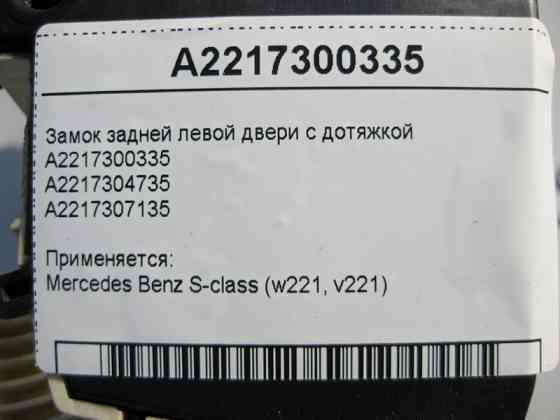 A2217300335
Замок задней левой двери с дотяжкой
A2217300335
A2217304735
A2217307135
Применяется:
Mercedes Benz S-class (w221, v221)